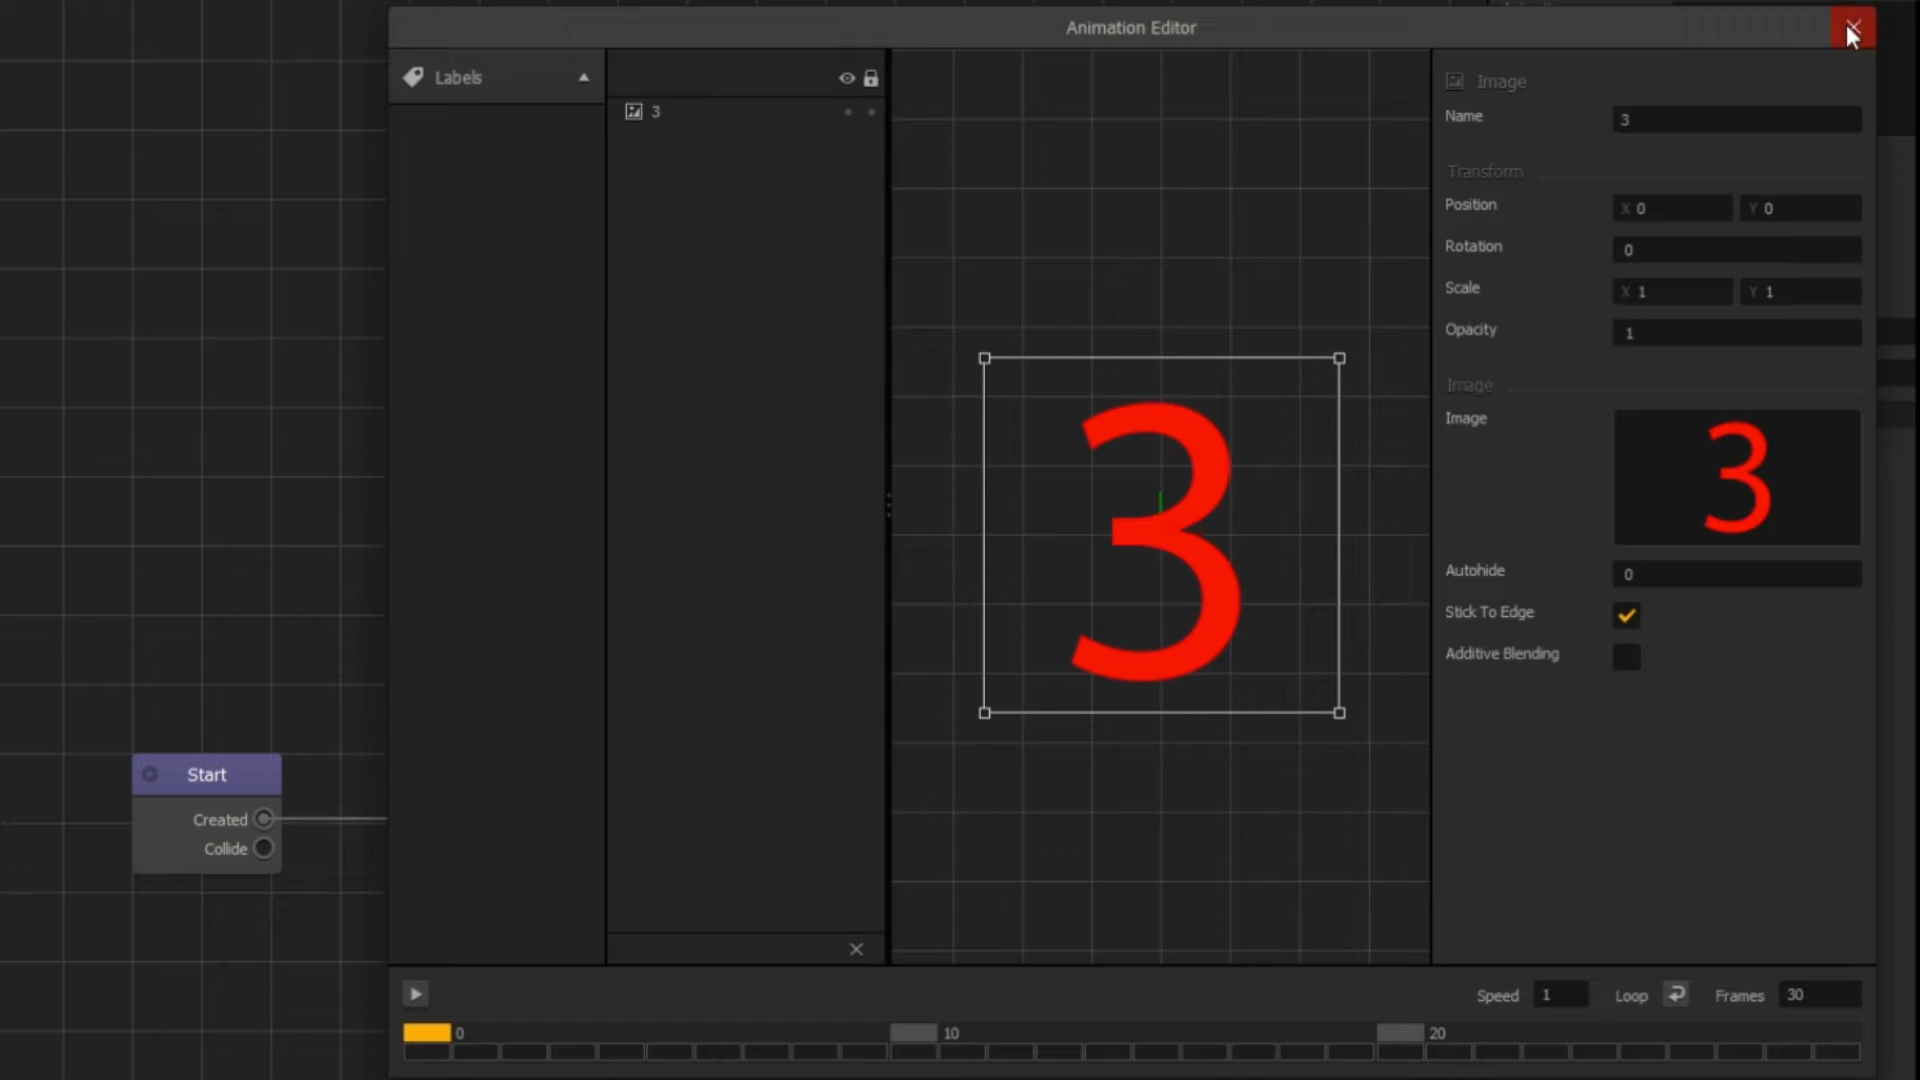 Animation Editor
Labels
3
Image
Name
3
Transform
Position
X 0
Y 0
Rotation
0
Scale
X 1
Y 1
Opacity
1
Image
Image
3
3
Autohide
0
Stick To Edge
Additive Blending
Start
Created
Collide
Speed
1
Loop
Frames
30
0
10
20